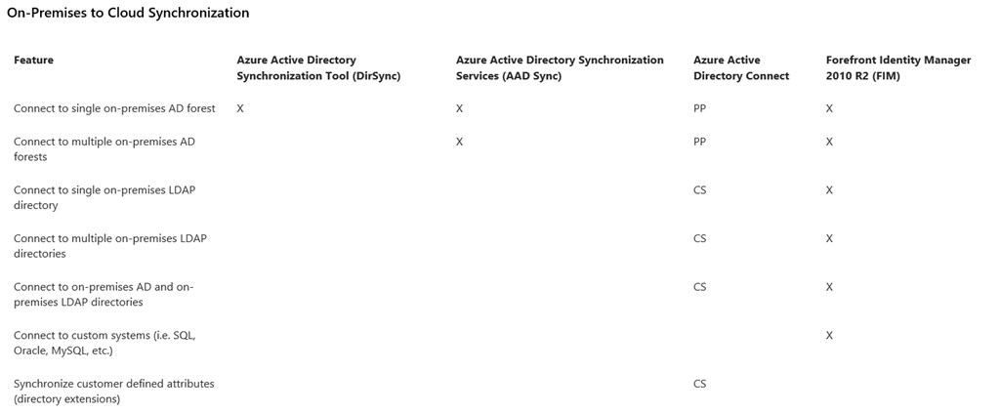 On-Premises to Cloud Synchronization
Feature
Azure Active Directory
Synchronization Tool (DirSync)
Azure Active Directory Synchronization
Services (AAD Sync)
Azure Active
Directory Connect
Forefront Identity Manager
2010 R2 (FIM)
Connect to single on-premises AD forest X X PP X
Connect to multiple on-premises AD X PP X
forests
Connect to single on-premises LDAP CS X
directory
Connect to multiple on-premises LDAP CS X
directories
Connect to on-premises AD and on- CS X
premises LDAP directories
Connect to custom systems (i.e. SQL, X
Oracle, MySQL, etc.)
Synchronize customer defined attributes CS
(directory extensions)